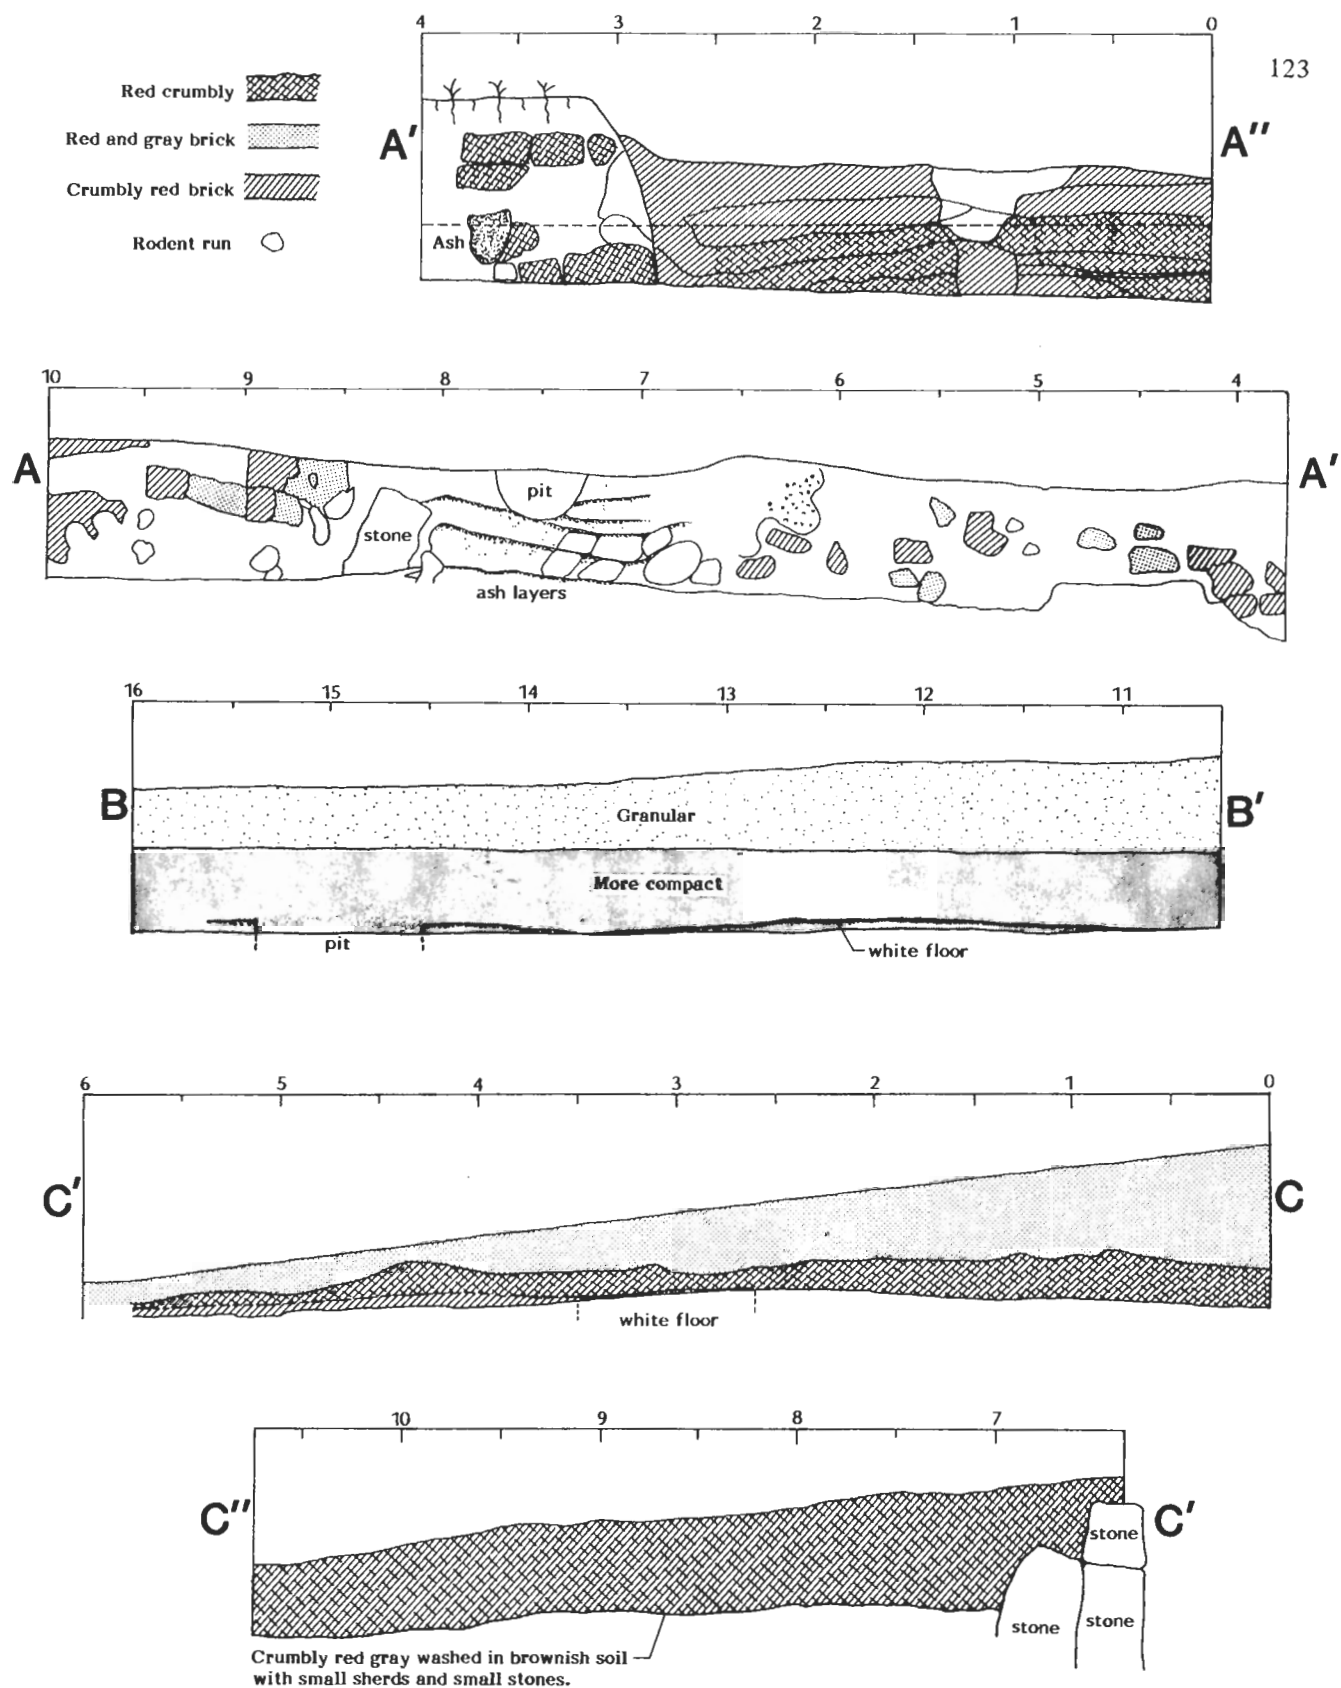 4 3 2 1 0
123
Red crumbly
Red and gray brick
Crumbly red brick
Rodent run
A' A''
Ash
10 9 8 7 6 5 4
A A'
pit
stone
ash layers
16 15 14 13 12 11
B B'
Granular
More compact
pit
white floor
6 5 4 3 2 1 0
C' C
white floor
10 9 8 7
C'' C'
stone
stone
stone
Crumbly red gray washed in brownish soil
with small sherds and small stones.